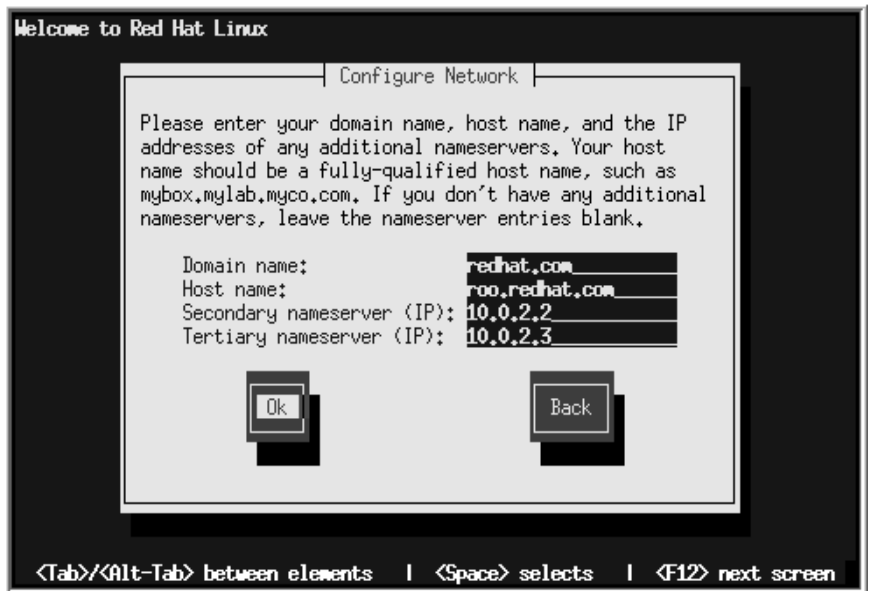 Welcome to Red Hat Linux
Configure Network
Please enter your domain name, host name, and the IP
addresses of any additional nameservers. Your host
name should be a fully-qualified host name, such as
mybox.mylab.myco.com. If you don't have any additional
nameservers, leave the nameserver entries blank.
Domain name: redhat.com
Host name: roo.redhat.com
Secondary nameserver (IP): 10.0.2.2
Tertiary nameserver (IP): 10.0.2.3
Ok Back
<Tab>/<Alt-Tab> between elements | <Space> selects | <F12> next screen